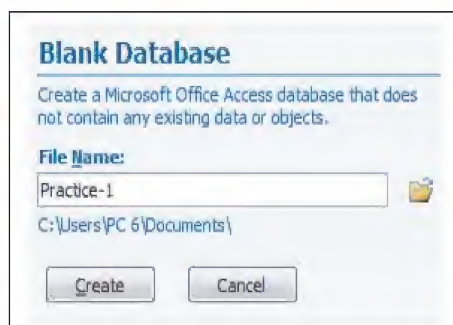 Blank Database
Create a Microsoft Office Access database that does
not contain any existing data or objects.
File Name:
Practice-1
C:\Users\PC 6\Documents\
Create Cancel